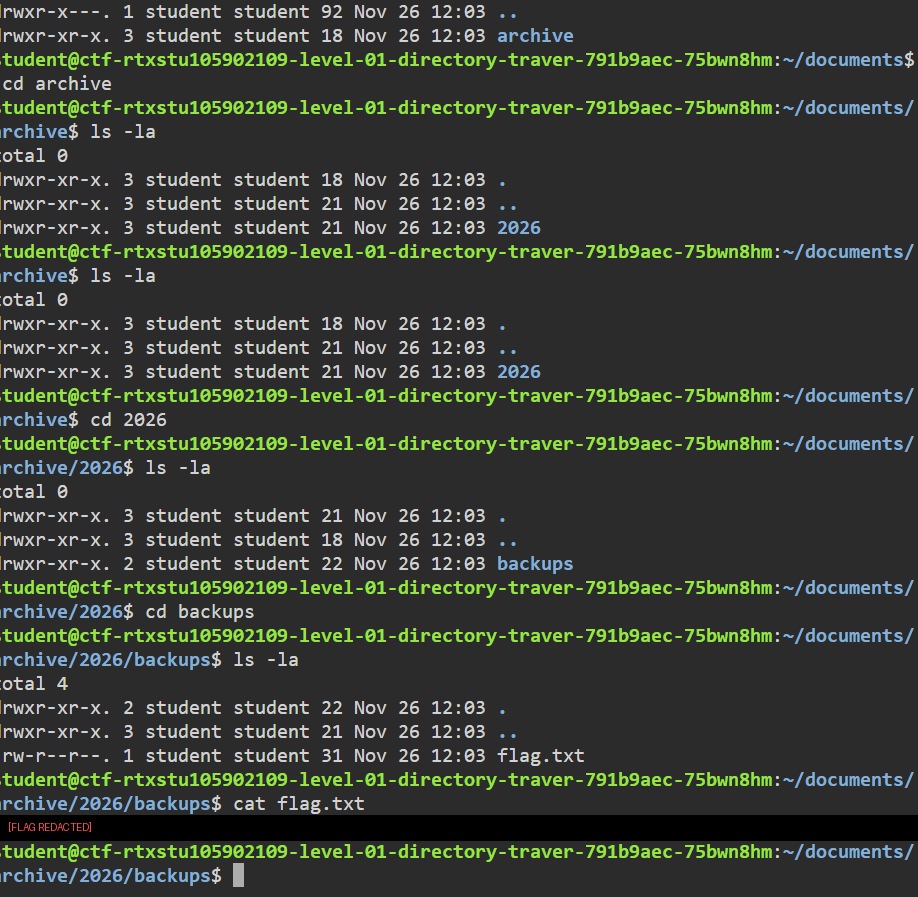 drwxr-x---. 1 student student 92 Nov 26 12:03 ..
drwxr-xr-x. 3 student student 18 Nov 26 12:03 archive
student@ctf-rtxstu105902109-level-01-directory-traver-791b9aec-75bwn8hm:~/documents$
cd archive
student@ctf-rtxstu105902109-level-01-directory-traver-791b9aec-75bwn8hm:~/documents/
archive$ ls -la
total 0
drwxr-xr-x. 3 student student 18 Nov 26 12:03 .
drwxr-xr-x. 3 student student 21 Nov 26 12:03 ..
drwxr-xr-x. 3 student student 21 Nov 26 12:03 2026
student@ctf-rtxstu105902109-level-01-directory-traver-791b9aec-75bwn8hm:~/documents/
archive$ ls -la
total 0
drwxr-xr-x. 3 student student 18 Nov 26 12:03 .
drwxr-xr-x. 3 student student 21 Nov 26 12:03 ..
drwxr-xr-x. 3 student student 21 Nov 26 12:03 2026
student@ctf-rtxstu105902109-level-01-directory-traver-791b9aec-75bwn8hm:~/documents/
archive$ cd 2026
student@ctf-rtxstu105902109-level-01-directory-traver-791b9aec-75bwn8hm:~/documents/
archive/2026$ ls -la
total 0
drwxr-xr-x. 3 student student 21 Nov 26 12:03 .
drwxr-xr-x. 3 student student 18 Nov 26 12:03 ..
drwxr-xr-x. 2 student student 22 Nov 26 12:03 backups
student@ctf-rtxstu105902109-level-01-directory-traver-791b9aec-75bwn8hm:~/documents/
archive/2026$ cd backups
student@ctf-rtxstu105902109-level-01-directory-traver-791b9aec-75bwn8hm:~/documents/
archive/2026/backups$ ls -la
total 4
drwxr-xr-x. 2 student student 22 Nov 26 12:03 .
drwxr-xr-x. 3 student student 21 Nov 26 12:03 ..
-rw-r--r--. 1 student student 31 Nov 26 12:03 flag.txt
student@ctf-rtxstu105902109-level-01-directory-traver-791b9aec-75bwn8hm:~/documents/
archive/2026/backups$ cat flag.txt
[FLAG REDACTED]
student@ctf-rtxstu105902109-level-01-directory-traver-791b9aec-75bwn8hm:~/documents/
archive/2026/backups$